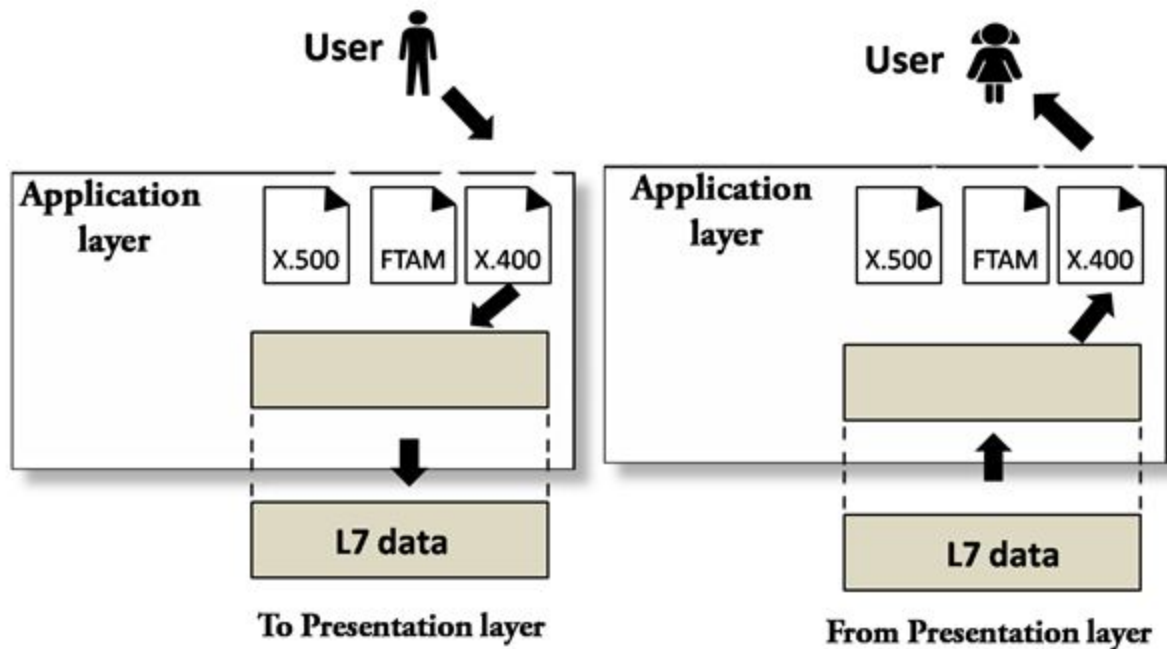 User
Application
layer
X.500 FTAM X.400
L7 data
To Presentation layer
User
Application
layer
X.500 FTAM X.400
L7 data
From Presentation layer